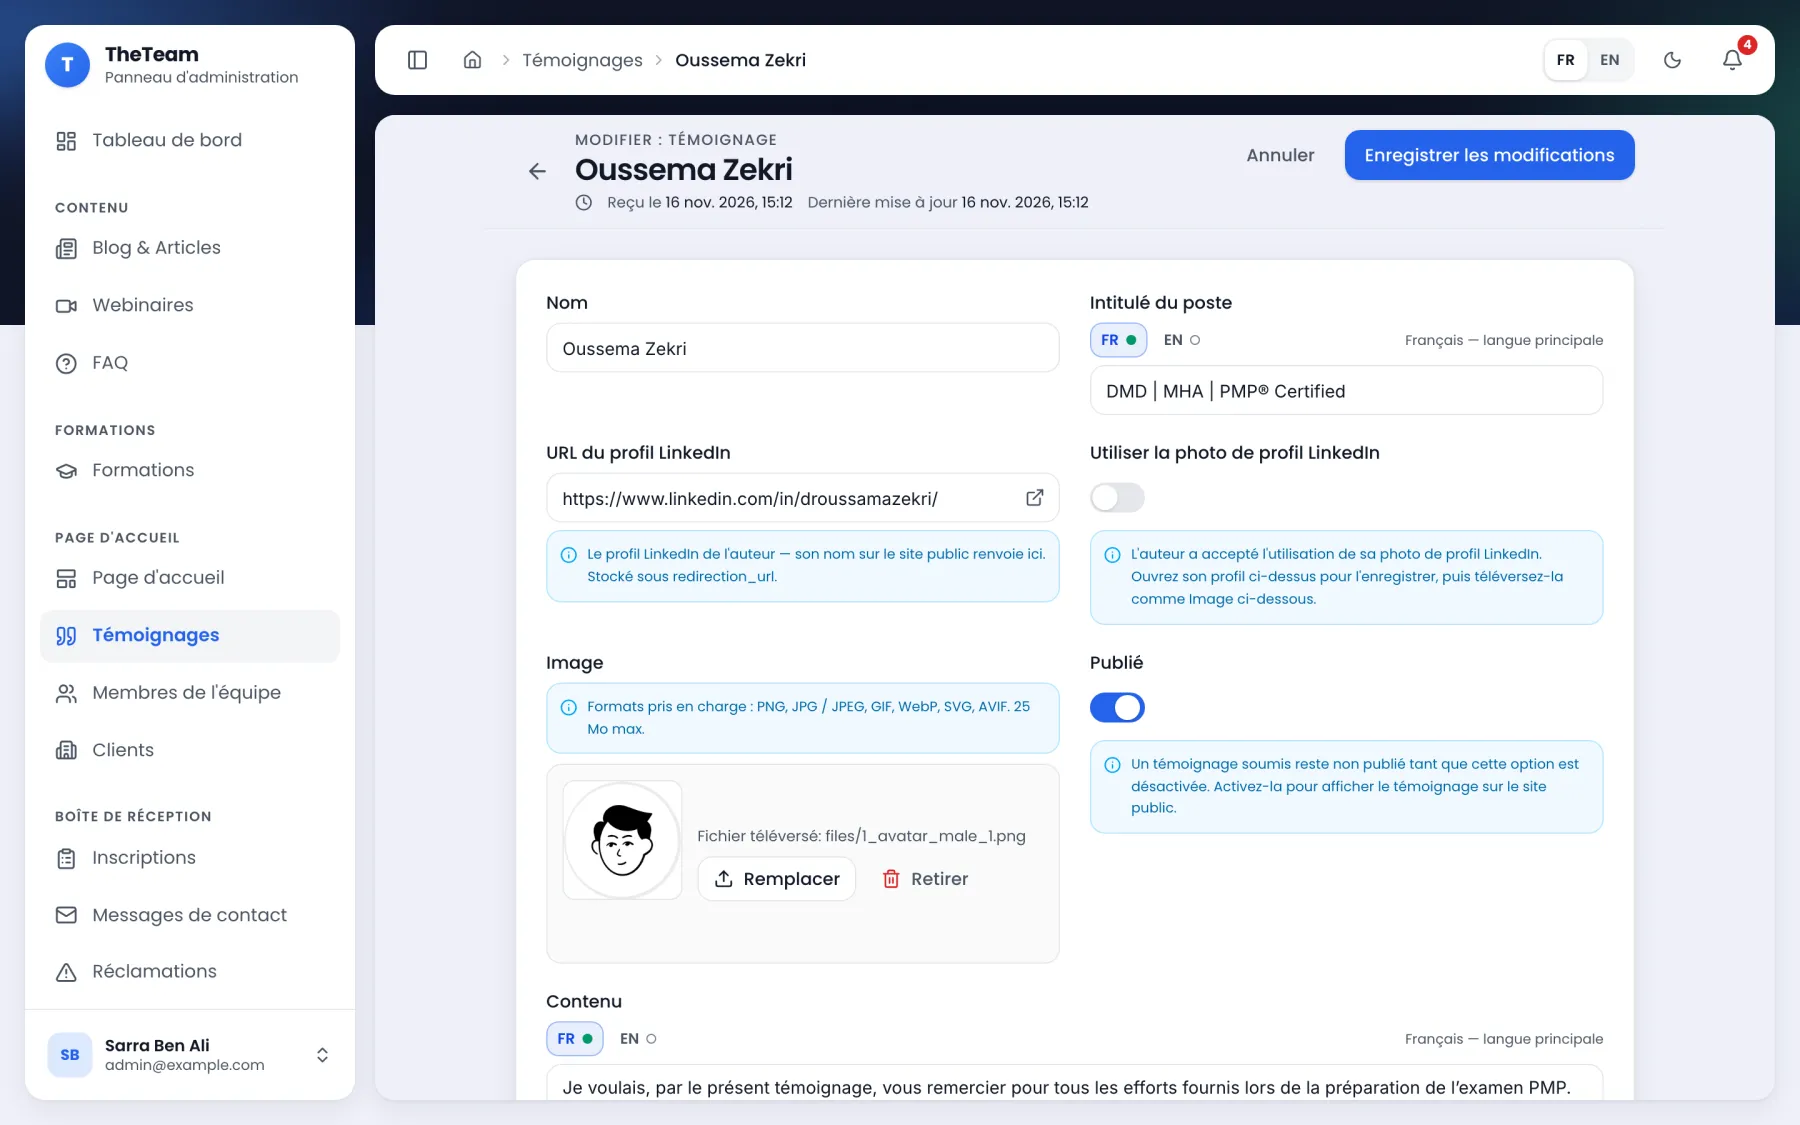 T
TheTeam
Panneau d'administration
Tableau de bord
CONTENU
Blog & Articles
Webinaires
FAQ
FORMATIONS
Formations
PAGE D'ACCUEIL
Page d'accueil
Témoignages
Membres de l'équipe
Clients
BOÎTE DE RÉCEPTION
Inscriptions
Messages de contact
Réclamations
SB
Sarra Ben Ali
admin@example.com
Témoignages
Oussema Zekri
FR
EN
4
MODIFIER : TÉMOIGNAGE
Oussema Zekri
Reçu le 16 nov. 2026, 15:12 Dernière mise à jour 16 nov. 2026, 15:12
Annuler
Enregistrer les modifications
Nom
Oussema Zekri
Intitulé du poste
FR
EN
Français — langue principale
DMD | MHA | PMP® Certified
URL du profil LinkedIn
https://www.linkedin.com/in/droussamazekri/
Le profil LinkedIn de l'auteur — son nom sur le site public renvoie ici.
Stocké sous redirection_url.
Utiliser la photo de profil LinkedIn
L'auteur a accepté l'utilisation de sa photo de profil LinkedIn.
Ouvrez son profil ci-dessus pour l'enregistrer, puis téléversez-la
comme Image ci-dessous.
Image
Formats pris en charge : PNG, JPG / JPEG, GIF, WebP, SVG, AVIF. 25
Mo max.
Fichier téléversé: files/1_avatar_male_1.png
Remplacer
Retirer
Publié
Un témoignage soumis reste non publié tant que cette option est
désactivée. Activez-la pour afficher le témoignage sur le site
public.
Contenu
FR
EN
Français — langue principale
Je voulais, par le présent témoignage, vous remercier pour tous les efforts fournis lors de la préparation de l'examen PMP.